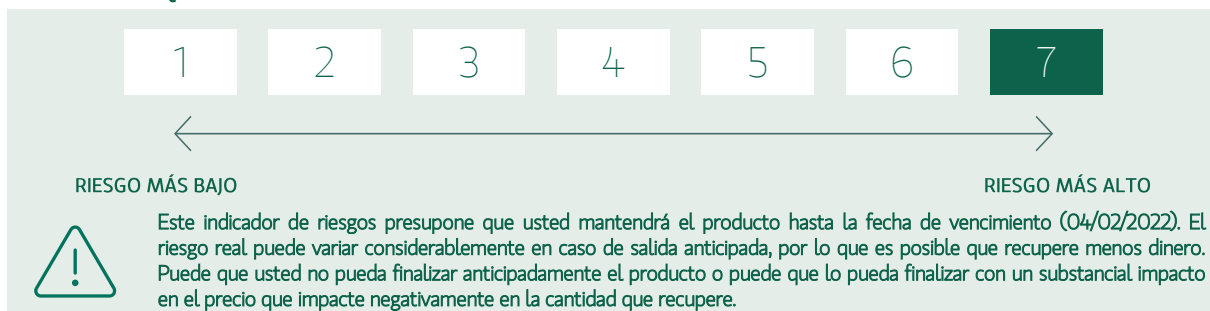 1 2 3 4 5 6 7
RIESGO MÁS BAJO RIESGO MÁS ALTO
Este indicador de riesgos presupone que usted mantendrá el producto hasta la fecha de vencimiento (04/02/2022). El
riesgo real puede variar considerablemente en caso de salida anticipada, por lo que es posible que recupere menos dinero.
Puede que usted no pueda finalizar anticipadamente el producto o puede que lo pueda finalizar con un substancial impacto
en el precio que impacte negativamente en la cantidad que recupere.